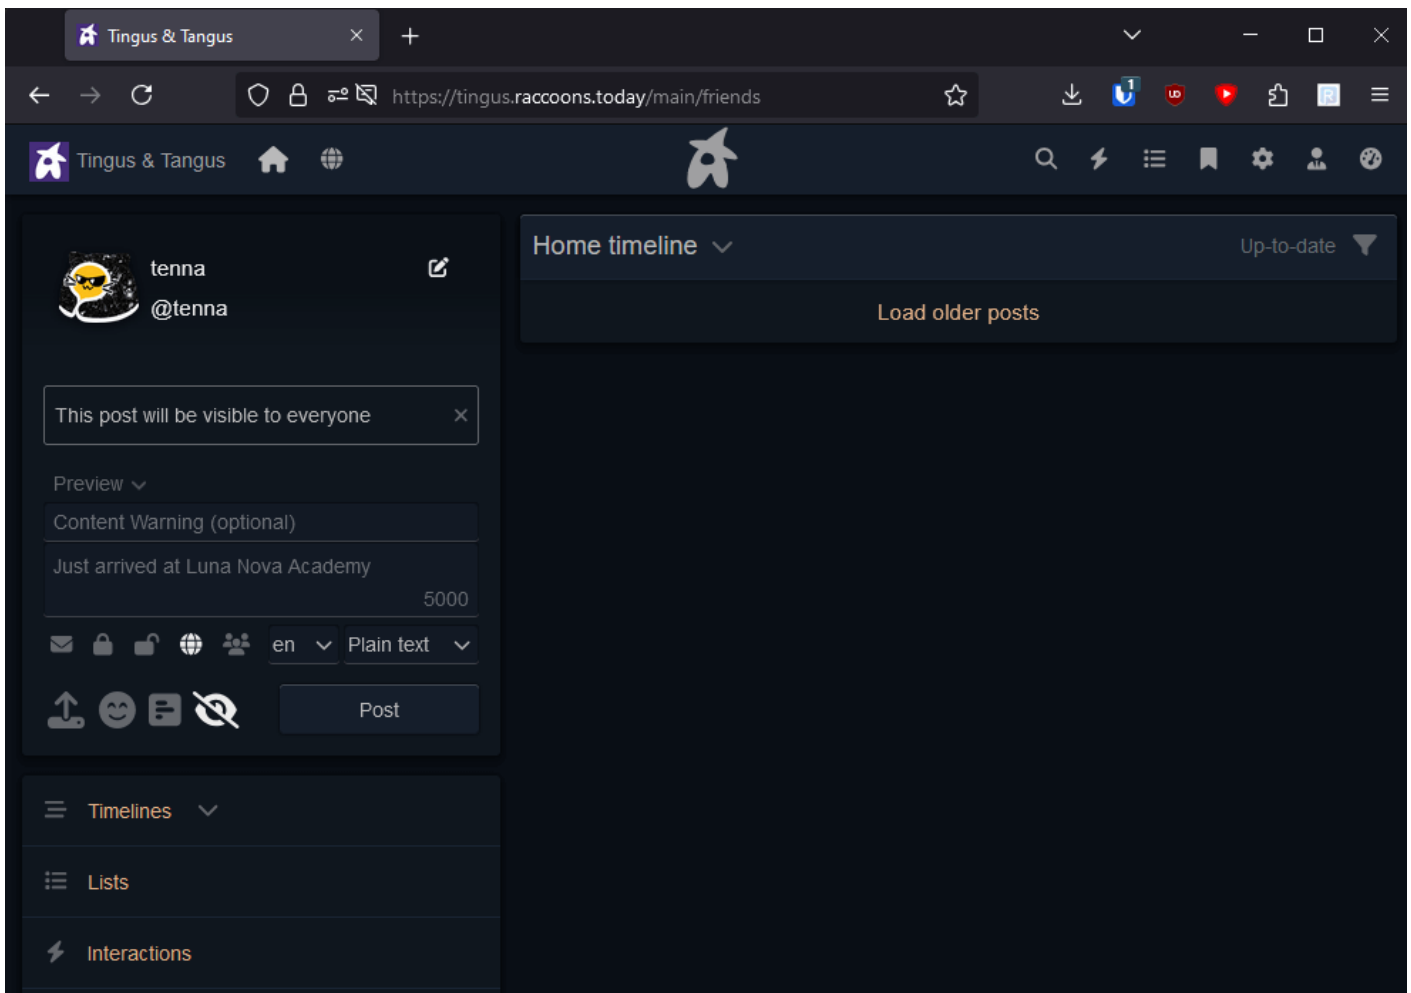 Tingus & Tangus
https://tingus.raccoons.today/main/friends
1
Tingus & Tangus
tenna
@tenna
This post will be visible to everyone
Preview
Content Warning (optional)
Just arrived at Luna Nova Academy
5000
en
Plain text
Post
Timelines
Lists
Interactions
Home timeline
Up-to-date
Load older posts